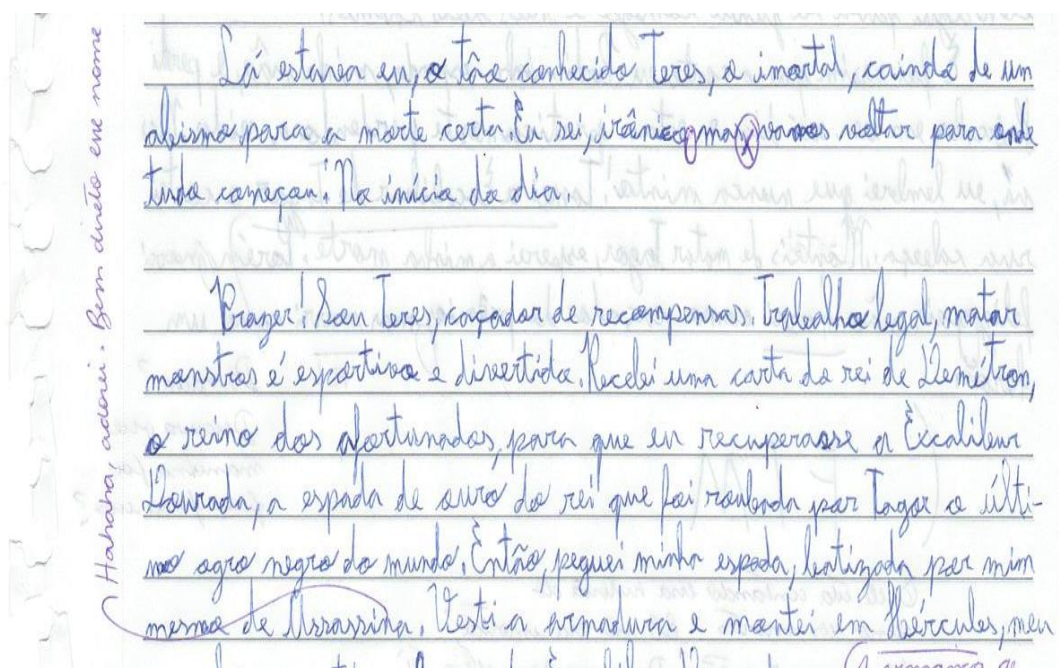 Lá estava eu, o tão conhecido Teres, o imortal, caindo de um
abismo para a morte certa. Eu sei, irônico, mas vamos voltar para onde
tudo começou: No início do dia.
Prazer! Sou Teres, caçador de recompensas. Trabalho legal, matar
monstros é esportivo e divertido. Recebi uma carta do rei de Demétron,
o reino dos afortunados, para que eu recuperasse a Excalibur
Dourada, a espada de ouro do rei que foi roubada por Tagor o últi-
mo ogro negro do mundo. Então, peguei minha espada, batizada por mim
mesmo de Assassina. Vesti a armadura e montei em Hércules, meu
Hahaha, adorei. Bem direto esse nome